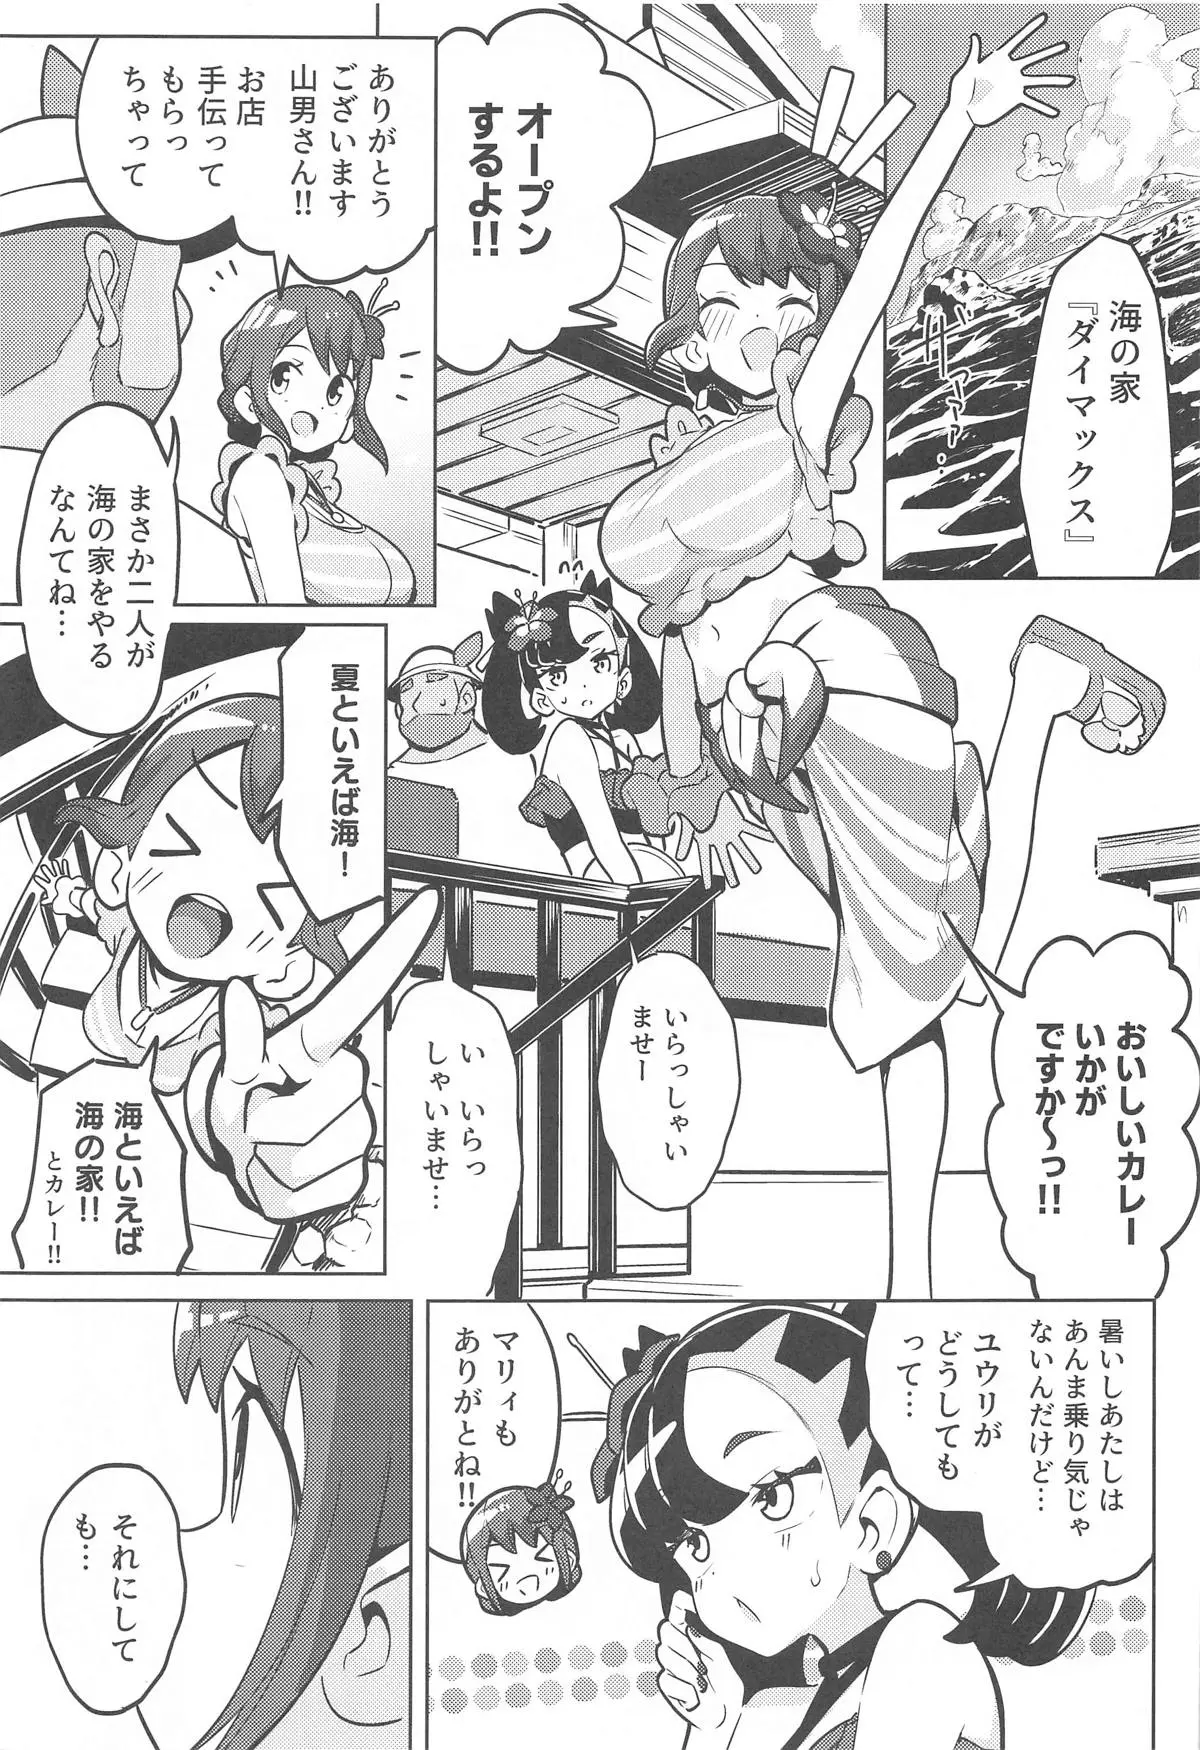 海の家
『ダイマックス』
ザザァァァ…
オープン
するよ!!
おいしいカレー
いかが
ですか〜っ!!
いらっしゃい
ませー
い いらっ
しゃいませ…
ありがとう
ございます
山男さん!!
お店
手伝って
もらっ
ちゃって
まさか二人が
海の家をやる
なんてね…
夏といえば海！
海といえば
海の家!!
とカレー!!
暑いしあたしは
あんま乗り気じゃ
ないんだけど…
ユウリが
どうしても
って…
マリィも
ありがとね!!
それにして
も…